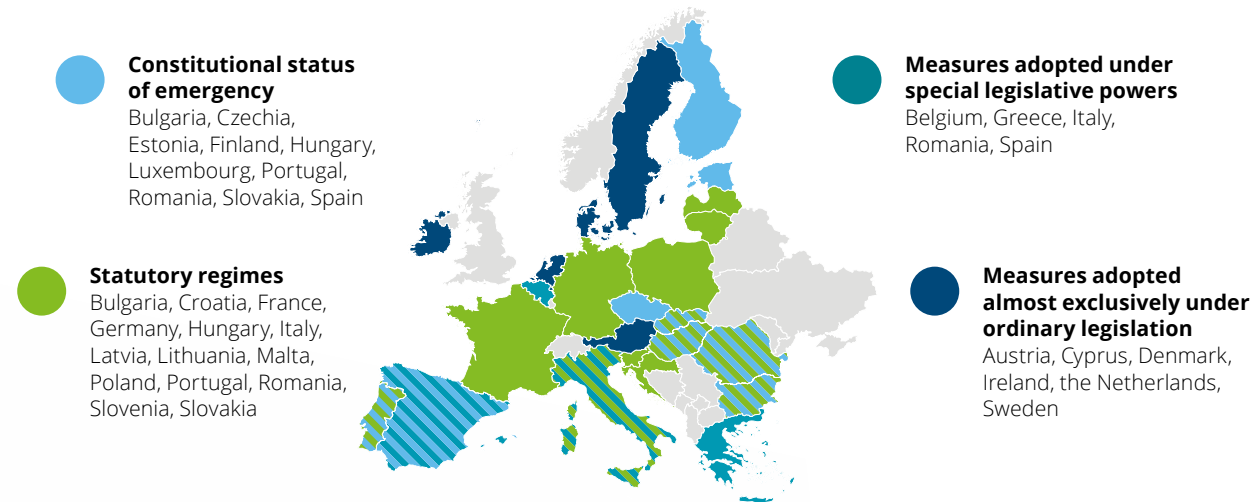 Constitutional status
of emergency
Bulgaria, Czechia,
Estonia, Finland, Hungary,
Luxembourg, Portugal,
Romania, Slovakia, Spain
Statutory regimes
Bulgaria, Croatia, France,
Germany, Hungary, Italy,
Latvia, Lithuania, Malta,
Poland, Portugal, Romania,
Slovenia, Slovakia
Measures adopted under
special legislative powers
Belgium, Greece, Italy,
Romania, Spain
Measures adopted
almost exclusively under
ordinary legislation
Austria, Cyprus, Denmark,
Ireland, the Netherlands,
Sweden